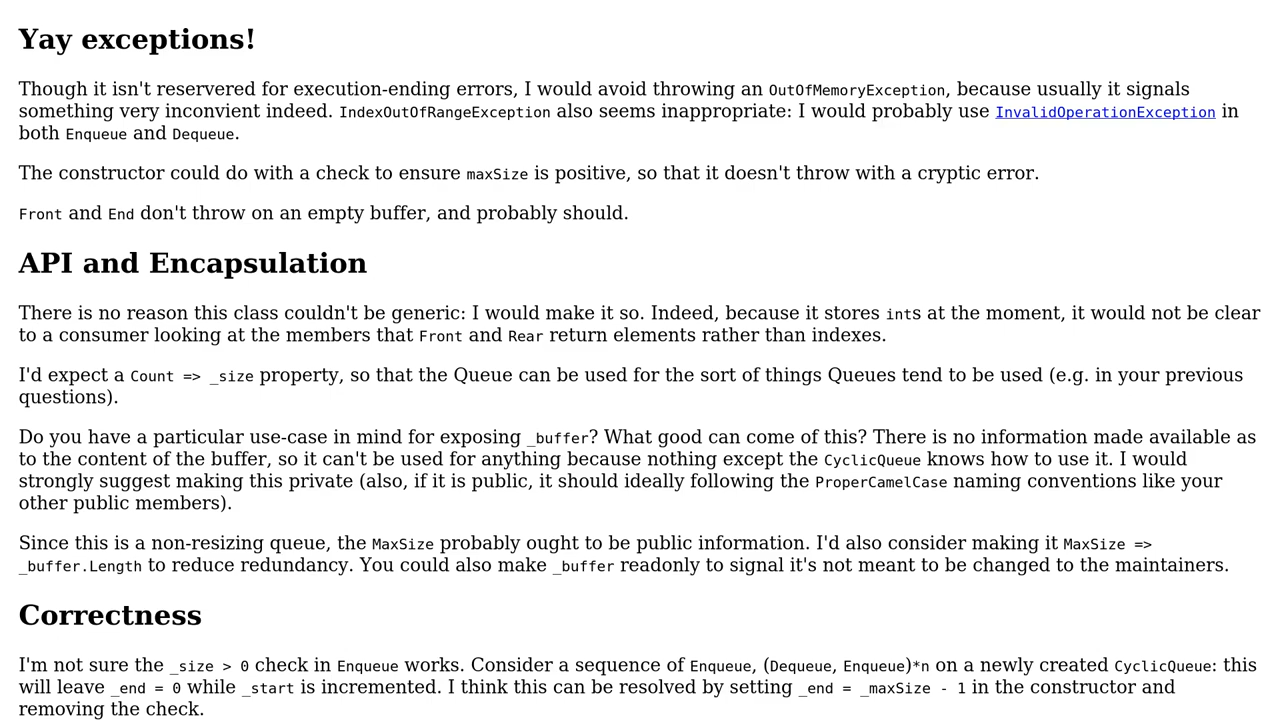 Yay exceptions!
Though it isn't reservered for execution-ending errors, I would avoid throwing an OutOfMemoryException, because usually it signals
something very inconvient indeed. IndexOutOfRangeException also seems inappropriate: I would probably use InvalidOperationException in
both Enqueue and Dequeue.
The constructor could do with a check to ensure maxSize is positive, so that it doesn't throw with a cryptic error.
Front and End don't throw on an empty buffer, and probably should.
API and Encapsulation
There is no reason this class couldn't be generic: I would make it so. Indeed, because it stores ints at the moment, it would not be clear
to a consumer looking at the members that Front and Rear return elements rather than indexes.
I'd expect a Count => _size property, so that the Queue can be used for the sort of things Queues tend to be used (e.g. in your previous
questions).
Do you have a particular use-case in mind for exposing _buffer? What good can come of this? There is no information made available as
to the content of the buffer, so it can't be used for anything because nothing except the CyclicQueue knows how to use it. I would
strongly suggest making this private (also, if it is public, it should ideally following the ProperCamelCase naming conventions like your
other public members).
Since this is a non-resizing queue, the MaxSize probably ought to be public information. I'd also consider making it MaxSize =>
_buffer.Length to reduce redundancy. You could also make _buffer readonly to signal it's not meant to be changed to the maintainers.
Correctness
I'm not sure the _size > 0 check in Enqueue works. Consider a sequence of Enqueue, (Dequeue, Enqueue)*n on a newly created CyclicQueue: this
will leave _end = 0 while _start is incremented. I think this can be resolved by setting _end = _maxSize - 1 in the constructor and
removing the check.